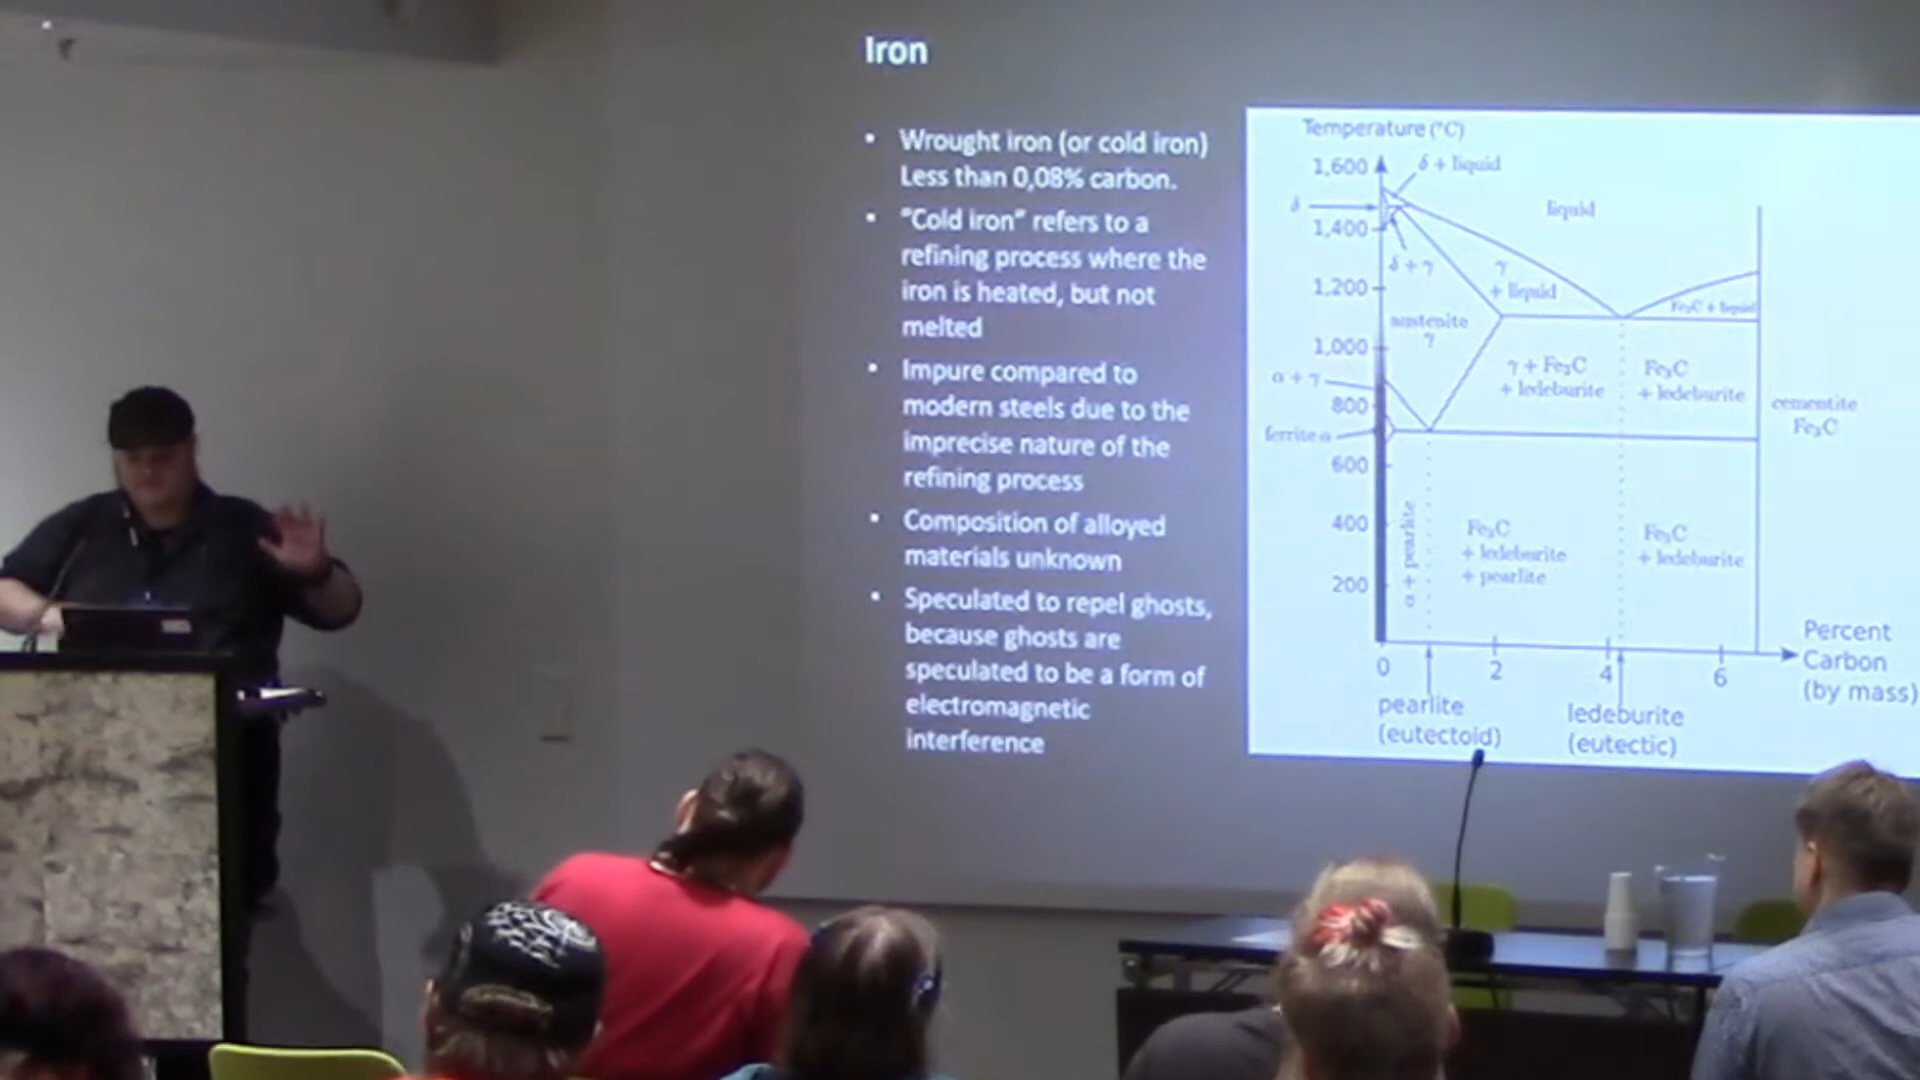 Iron
• Wrought iron (or cold iron)
Less than 0,08% carbon.
• "Cold iron" refers to a
refining process where the
iron is heated, but not
melted
• Impure compared to
modern steels due to the
imprecise nature of the
refining process
• Composition of alloyed
materials unknown
• Speculated to repel ghosts,
because ghosts are
speculated to be a form of
electromagnetic
interference
Temperature (°C)
1,600
δ + liquid
δ
liquid
1,400
δ + γ
γ
+ liquid
1,200
Fe₃C + liquid
austenite
γ
1,000
γ + Fe₃C
+ ledeburite
Fe₃C
+ ledeburite
α + γ
800
cementite
Fe₃C
ferrite α
600
400
α + pearlite
Fe₃C
+ ledeburite
+ pearlite
Fe₃C
+ ledeburite
200
0
2
4
6
Percent
Carbon
(by mass)
pearlite
(eutectoid)
ledeburite
(eutectic)